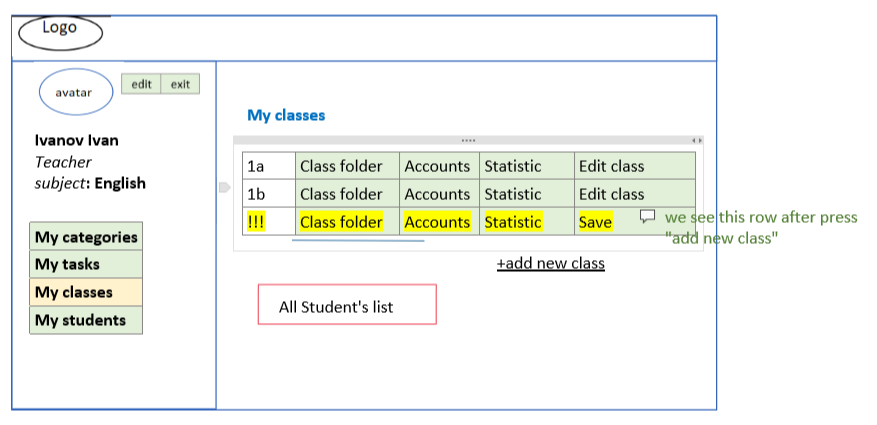 Logo
avatar
edit exit
Ivanov Ivan
Teacher
subject: English
My categories
My tasks
My classes
My students
My classes
1a Class folder Accounts Statistic Edit class
1b Class folder Accounts Statistic Edit class
!!! Class folder Accounts Statistic Save
we see this row after press
"add new class"
+add new class
All Student's list